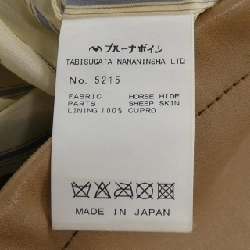 ブルーナボイン
TABISUGATA NANANINSHA LTD
No. 5215
FABRIC HORSE HIDE
PARTS SHEEP SKIN
LINING 100% CUPRO
MADE IN JAPAN